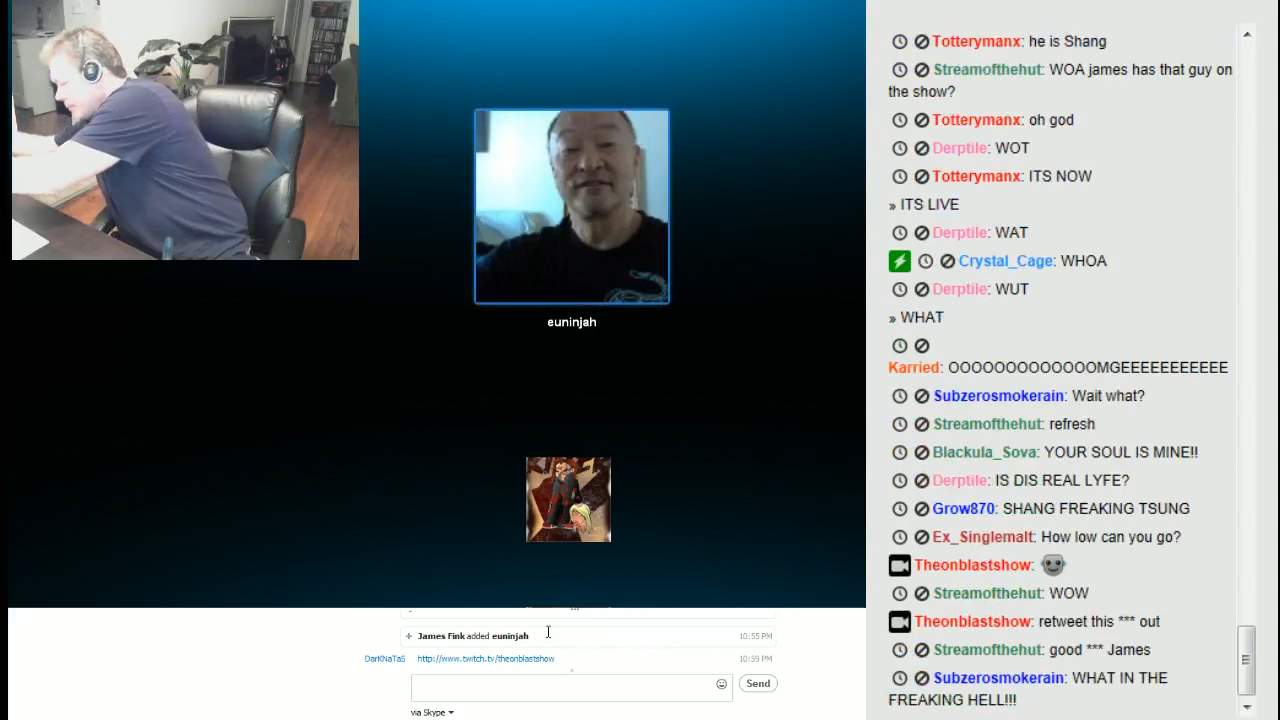 euninjah
James Fink added euninjah
10:55 PM
DarKNaTaS
http://www.twitch.tv/theonblastshow
10:59 PM
Send
via Skype
Totterymanx: he is Shang
Streamofthehut: WOA james has that guy on
the show?
Totterymanx: oh god
Derptile: WOT
Totterymanx: ITS NOW
» ITS LIVE
Derptile: WAT
Crystal_Cage: WHOA
Derptile: WUT
» WHAT
Karried: OOOOOOOOOOOOOMGEEEEEEEEEEE
Subzerosmokerain: Wait what?
Streamofthehut: refresh
Blackula_Sova: YOUR SOUL IS MINE!!
Derptile: IS DIS REAL LYFE?
Grow870: SHANG FREAKING TSUNG
Ex_Singlemalt: How low can you go?
Theonblastshow:
Streamofthehut: WOW
Theonblastshow: retweet this *** out
Streamofthehut: good *** James
Subzerosmokerain: WHAT IN THE
FREAKING HELL!!!